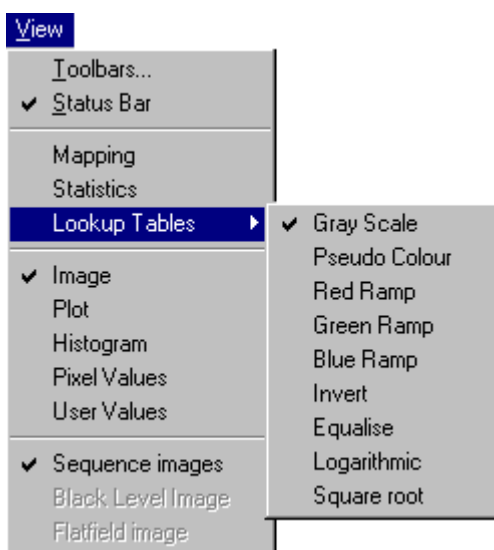 View
Toolbars...
Status Bar
Mapping
Statistics
Lookup Tables
Gray Scale
Pseudo Colour
Red Ramp
Green Ramp
Blue Ramp
Invert
Equalise
Logarithmic
Square root
Image
Plot
Histogram
Pixel Values
User Values
Sequence images
Black Level Image
Flatfield image